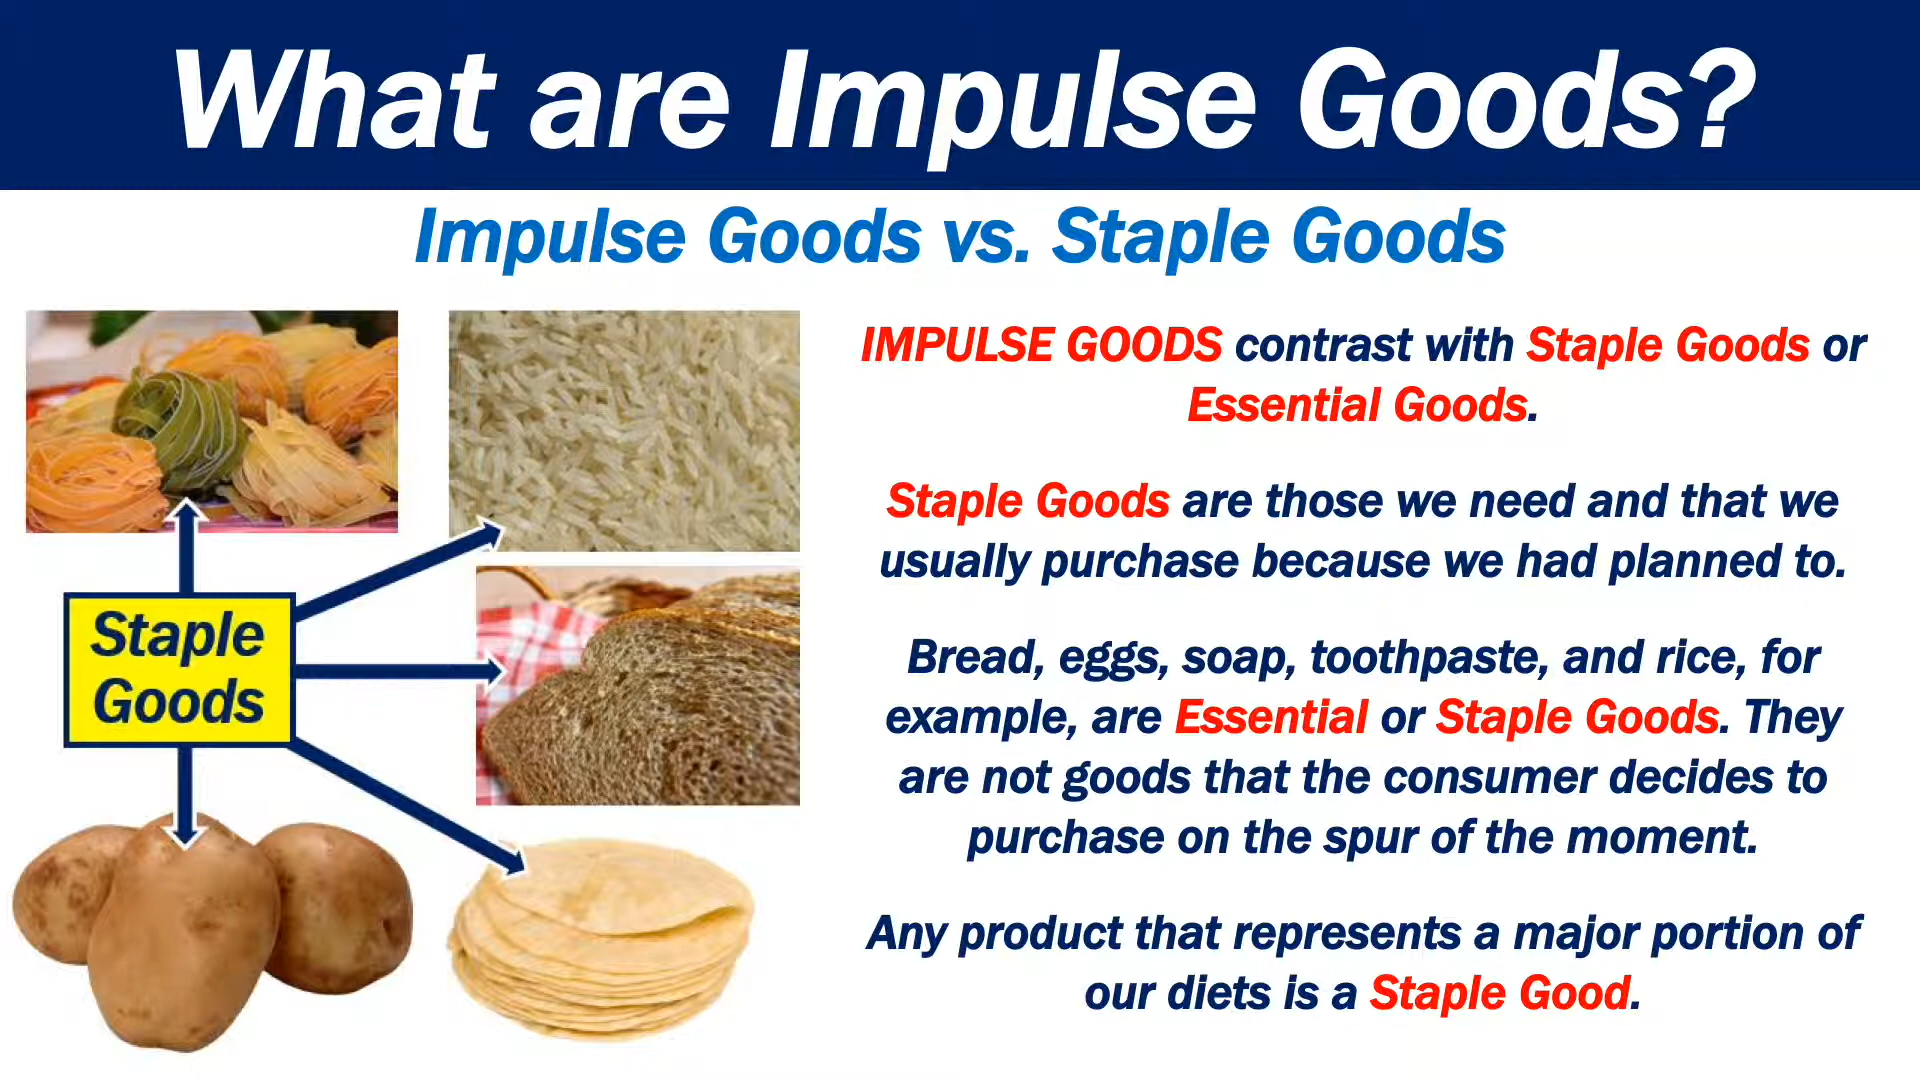 What are Impulse Goods?
Impulse Goods vs. Staple Goods
IMPULSE GOODS contrast with Staple Goods or
Essential Goods.
Staple Goods are those we need and that we
usually purchase because we had planned to.
Bread, eggs, soap, toothpaste, and rice, for
example, are Essential or Staple Goods. They
are not goods that the consumer decides to
purchase on the spur of the moment.
Any product that represents a major portion of
our diets is a Staple Good.
Staple
Goods